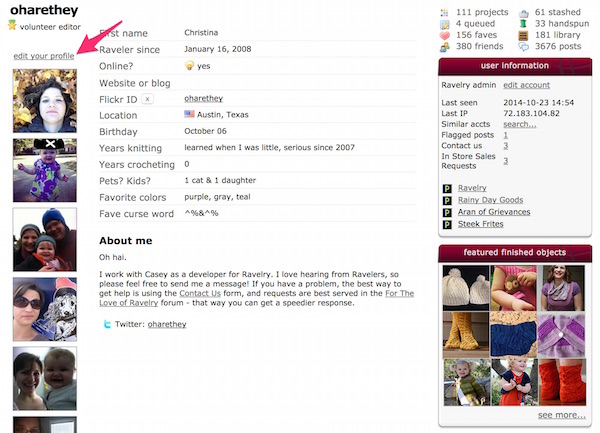 oharethey
volunteer editor
edit your profile
First name Christina
Raveler since January 16, 2008
Online? yes
Website or blog
Flickr ID x oharethey
Location Austin, Texas
Birthday October 06
Years knitting learned when I was little, serious since 2007
Years crocheting 0
Pets? Kids? 1 cat & 1 daughter
Favorite colors purple, gray, teal
Fave curse word ^%&^%
About me
Oh hai.
I work with Casey as a developer for Ravelry. I love hearing from Ravelers, so
please feel free to send me a message! If you have a problem, the best way to
get help is using the Contact Us form, and requests are best served in the For The
Love of Ravelry forum - that way you can get a speedier response.
Twitter: oharethey
111 projects 61 stashed
4 queued 33 handspun
156 faves 181 library
380 friends 3676 posts
user information
Ravelry admin edit account
Last seen 2014-10-23 14:54
Last IP 72.183.104.82
Similar accts search...
Flagged posts 1
Contact us 3
In Store Sales
Requests 3
P Ravelry
P Rainy Day Goods
P Aran of Grievances
P Steek Frites
featured finished objects
see more...